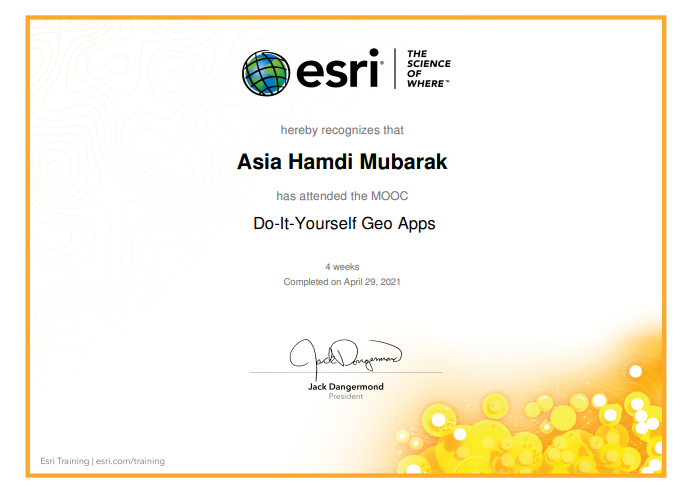 esri®
THE
SCIENCE
OF
WHERE™
hereby recognizes that
Asia Hamdi Mubarak
has attended the MOOC
Do-It-Yourself Geo Apps
4 weeks
Completed on April 29, 2021
Jack Dangermond
Jack Dangermond
President
Esri Training | esri.com/training